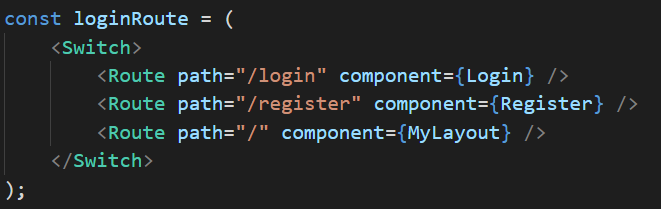 const loginRoute = (
<Switch>
<Route path="/login" component={Login} />
<Route path="/register" component={Register} />
<Route path="/" component={MyLayout} />
</Switch>
);